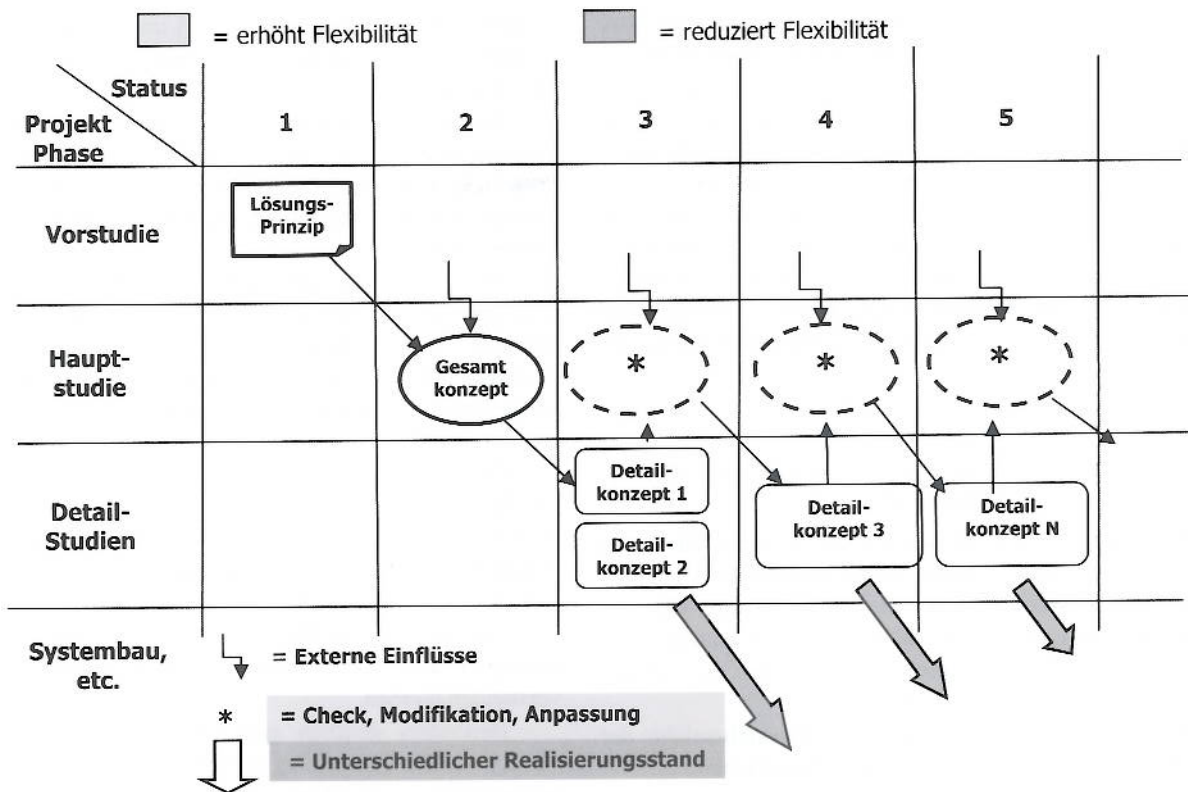 = erhöht Flexibilität
= reduziert Flexibilität
Status
Projekt
Phase
1
2
3
4
5
Vorstudie
Lösungs-
Prinzip
Haupt-
studie
Gesamt
konzept
*
*
*
Detail-
Studien
Detail-
konzept 1
Detail-
konzept 2
Detail-
konzept 3
Detail-
konzept N
Systembau,
etc.
= Externe Einflüsse
* = Check, Modifikation, Anpassung
= Unterschiedlicher Realisierungsstand